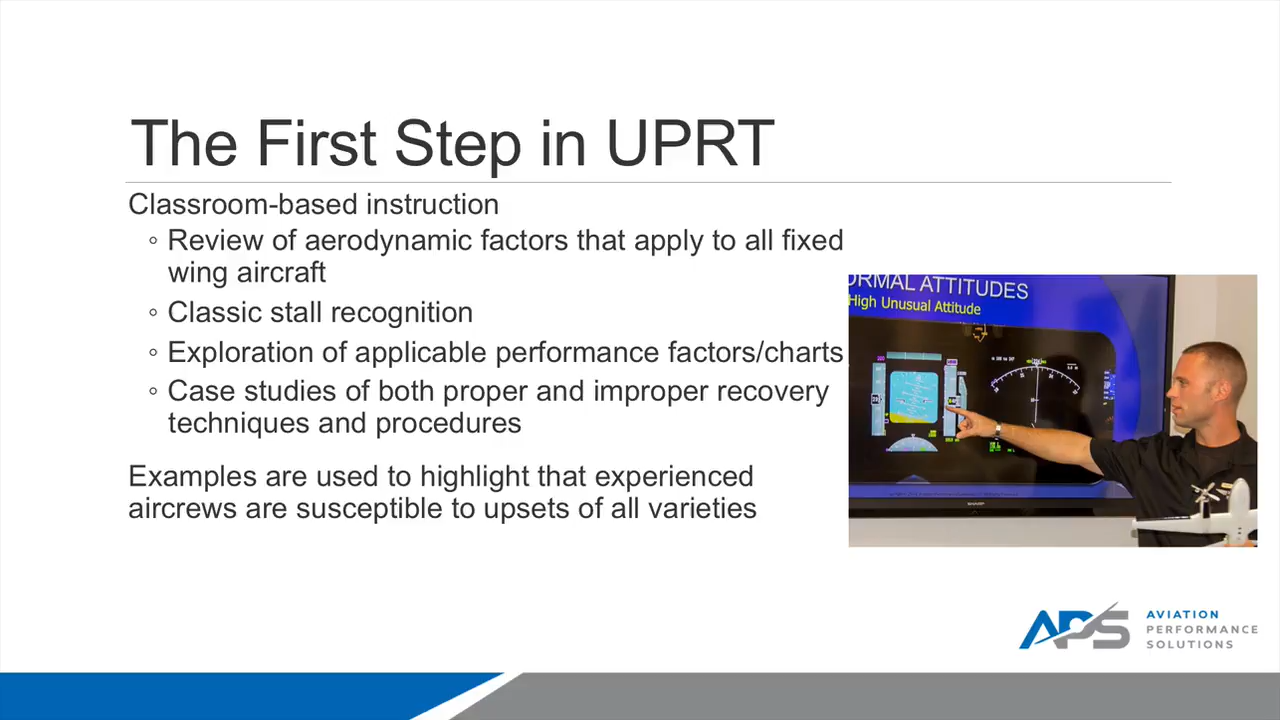 The First Step in UPRT
Classroom-based instruction
◦ Review of aerodynamic factors that apply to all fixed
wing aircraft
◦ Classic stall recognition
◦ Exploration of applicable performance factors/charts
◦ Case studies of both proper and improper recovery
techniques and procedures
Examples are used to highlight that experienced
aircrews are susceptible to upsets of all varieties
ORMAL ATTITUDES
High Unusual Attitude
SHARP
APS
AVIATION
PERFORMANCE
SOLUTIONS